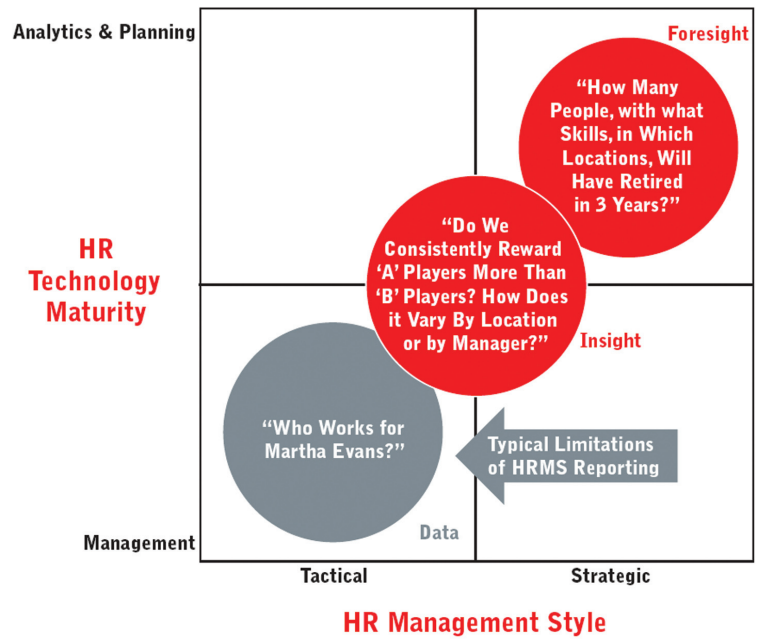 Analytics & Planning
Foresight
“How Many
People, with what
Skills, in Which
Locations, Will
Have Retired
in 3 Years?”
HR
Technology
Maturity
“Do We
Consistently Reward
‘A’ Players More Than
‘B’ Players? How Does
it Vary By Location
or by Manager?”
Insight
“Who Works for
Martha Evans?”
Typical Limitations
of HRMS Reporting
Data
Management
Tactical
Strategic
HR Management Style